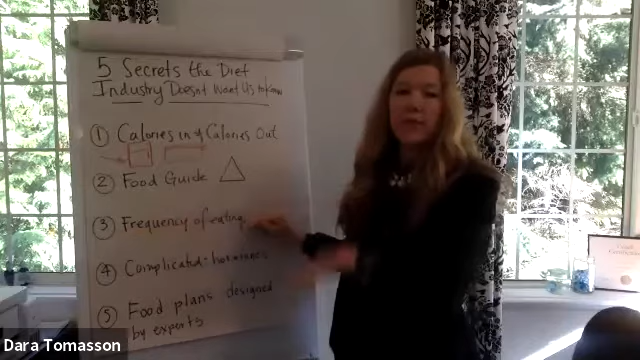 5 Secrets the Diet
Industry Doesnt Want Us to Know
1 Calories in & Calories Out
2 Food Guide
3 Frequency of eating
4 Complicated - hormones
5 Food plans designed
by experts
Dara Tomasson